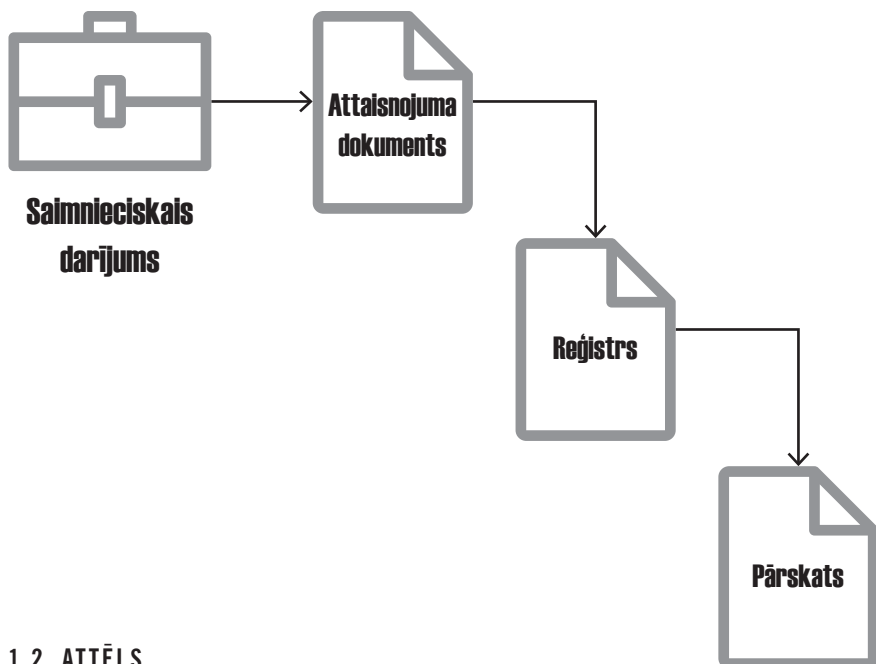 Attaisnojuma
dokuments
Saimnieciskais
darījums
Reģistrs
Pārskats
1.2. ATTĒLS